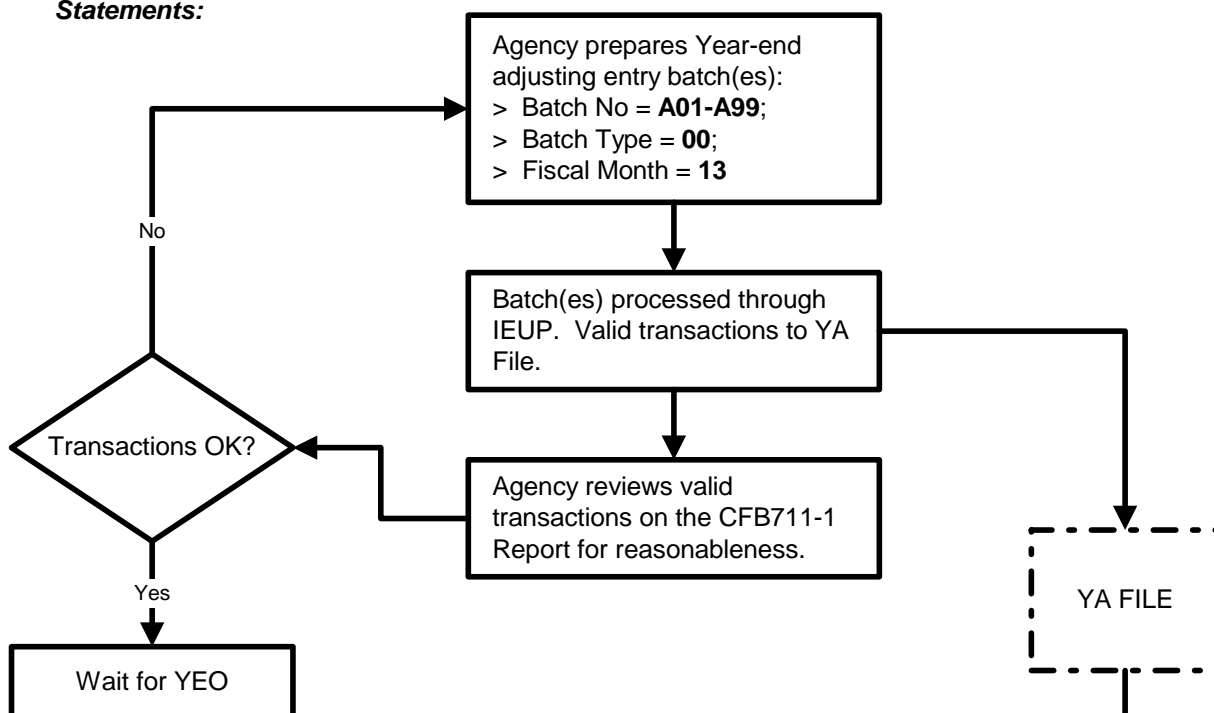 Statements:
Agency prepares Year-end
adjusting entry batch(es):
> Batch No = A01-A99;
> Batch Type = 00;
> Fiscal Month = 13
No
Batch(es) processed through
IEUP. Valid transactions to YA
File.
Transactions OK?
Agency reviews valid
transactions on the CFB711-1
Report for reasonableness.
Yes
YA FILE
Wait for YEO